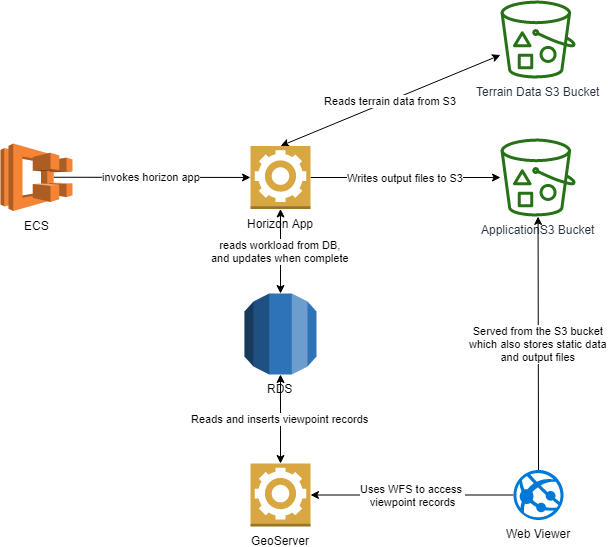 Terrain Data S3 Bucket
Reads terrain data from S3
invokes horizon app
Writes output files to S3
ECS
Horizon App
ApplicationS3 Bucket
reads workload from DB,
and updates when complete
Served from the S3 bucket
which also stores static data
and output files
RDS
Reads and inserts viewpoint records
Uses WFS to access
viewpoint records
GeoServer
Web Viewer